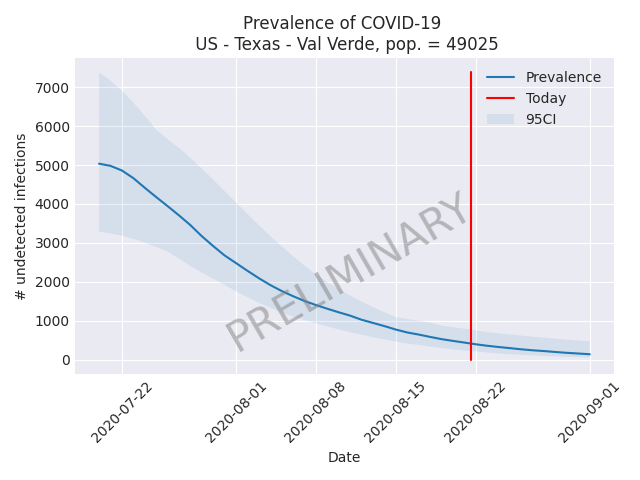 Prevalence of COVID-19
US - Texas - Val Verde, pop. = 49025
Prevalence
Today
95CI
7000
6000
5000
4000
3000
2000
1000
0
# undetected infections
PRELIMINARY
2020-07-22
2020-08-01
2020-08-08
2020-08-15
2020-08-22
2020-09-01
Date